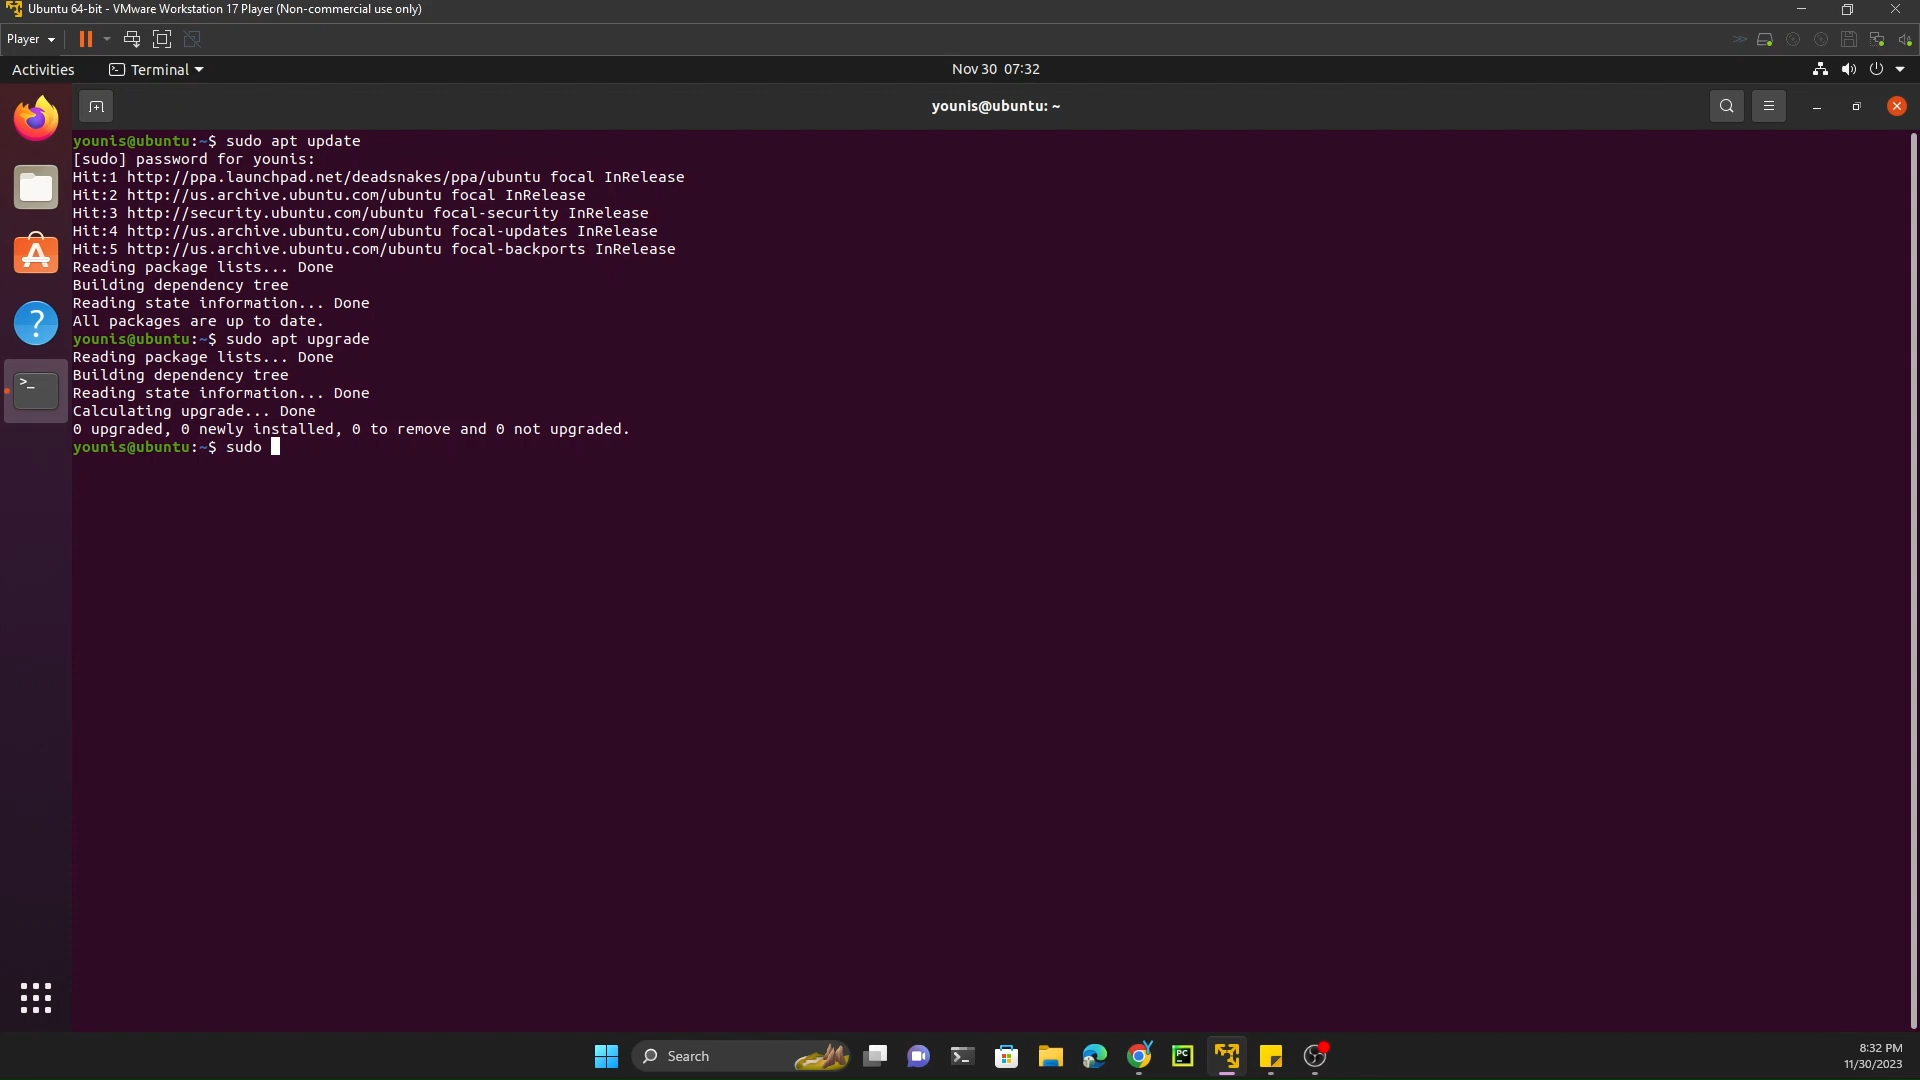 Ubuntu 64-bit - VMware Workstation 17 Player (Non-commercial use only)
Player
Activities
Terminal
Nov 30 07:32
younis@ubuntu: ~
younis@ubuntu:~$ sudo apt update
[sudo] password for younis:
Hit:1 http://ppa.launchpad.net/deadsnakes/ppa/ubuntu focal InRelease
Hit:2 http://us.archive.ubuntu.com/ubuntu focal InRelease
Hit:3 http://security.ubuntu.com/ubuntu focal-security InRelease
Hit:4 http://us.archive.ubuntu.com/ubuntu focal-updates InRelease
Hit:5 http://us.archive.ubuntu.com/ubuntu focal-backports InRelease
Reading package lists... Done
Building dependency tree
Reading state information... Done
All packages are up to date.
younis@ubuntu:~$ sudo apt upgrade
Reading package lists... Done
Building dependency tree
Reading state information... Done
Calculating upgrade... Done
0 upgraded, 0 newly installed, 0 to remove and 0 not upgraded.
younis@ubuntu:~$ sudo
Search
PC
8:32 PM
11/30/2023